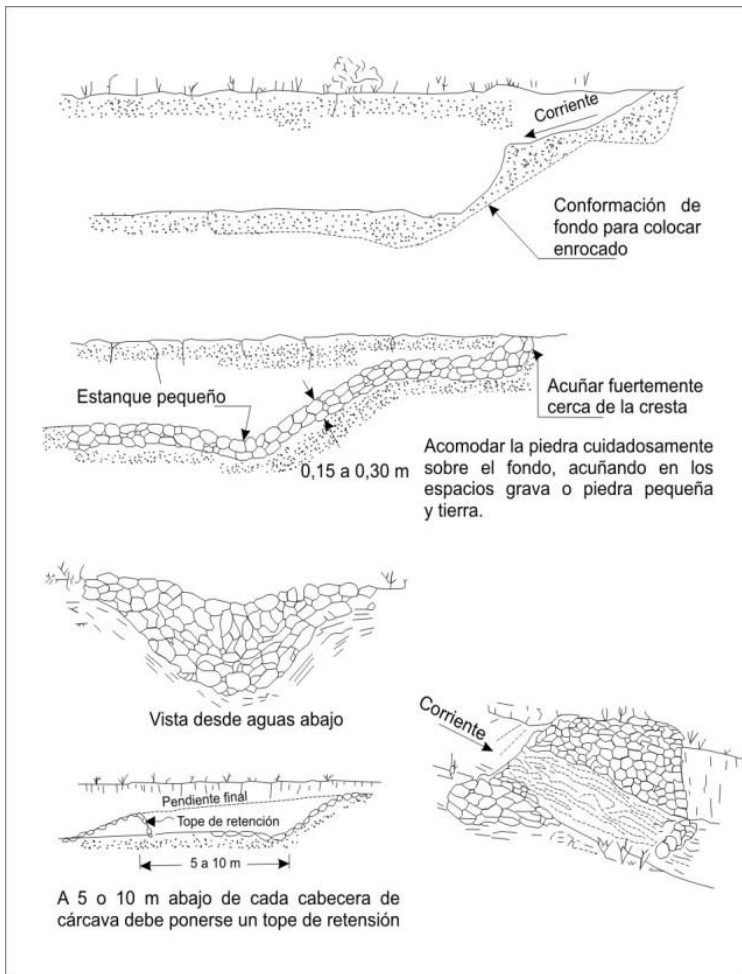 Corriente
Conformación de
fondo para colocar
enrocado
Estanque pequeño
0,15 a 0,30 m
Acuñar fuertemente
cerca de la cresta
Acomodar la piedra cuidadosamente
sobre el fondo, acuñando en los
espacios grava o piedra pequeña
y tierra.
Vista desde aguas abajo
Corriente
Pendiente final
Tope de retención
5 a 10 m
A 5 o 10 m abajo de cada cabecera de
cárcava debe ponerse un tope de retensión